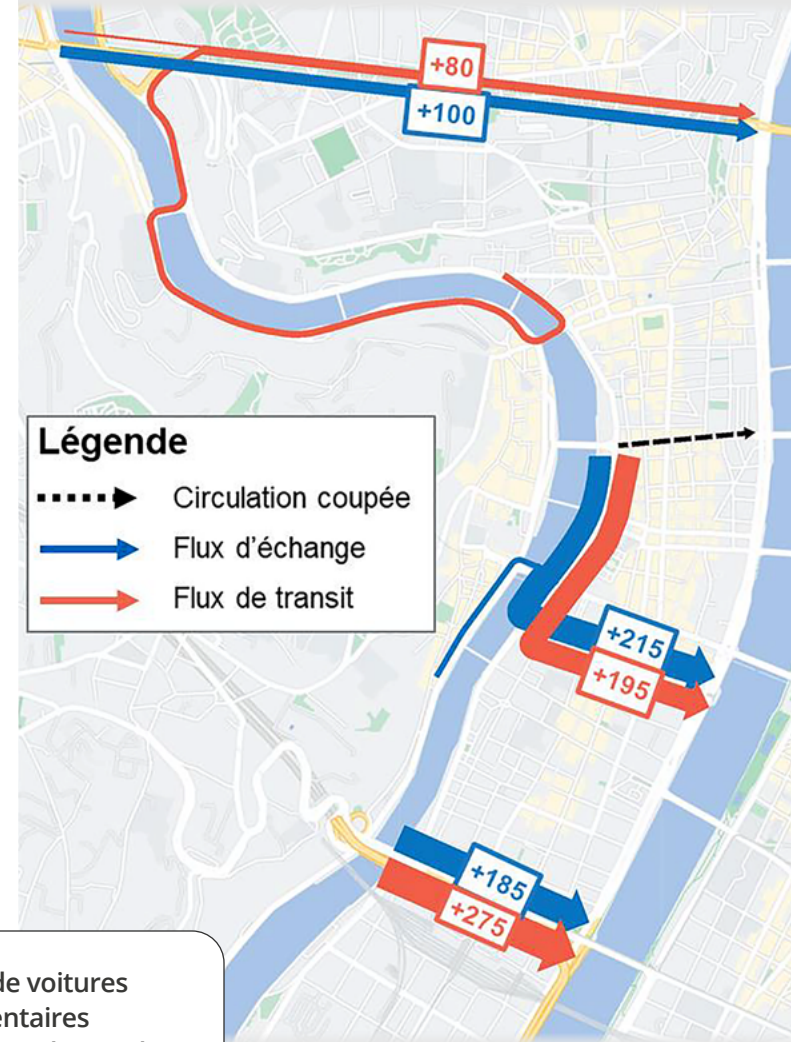 +80
+100
Légende
Circulation coupée
Flux d'échange
Flux de transit
+215
+195
+185
+275
de voitures
entaires